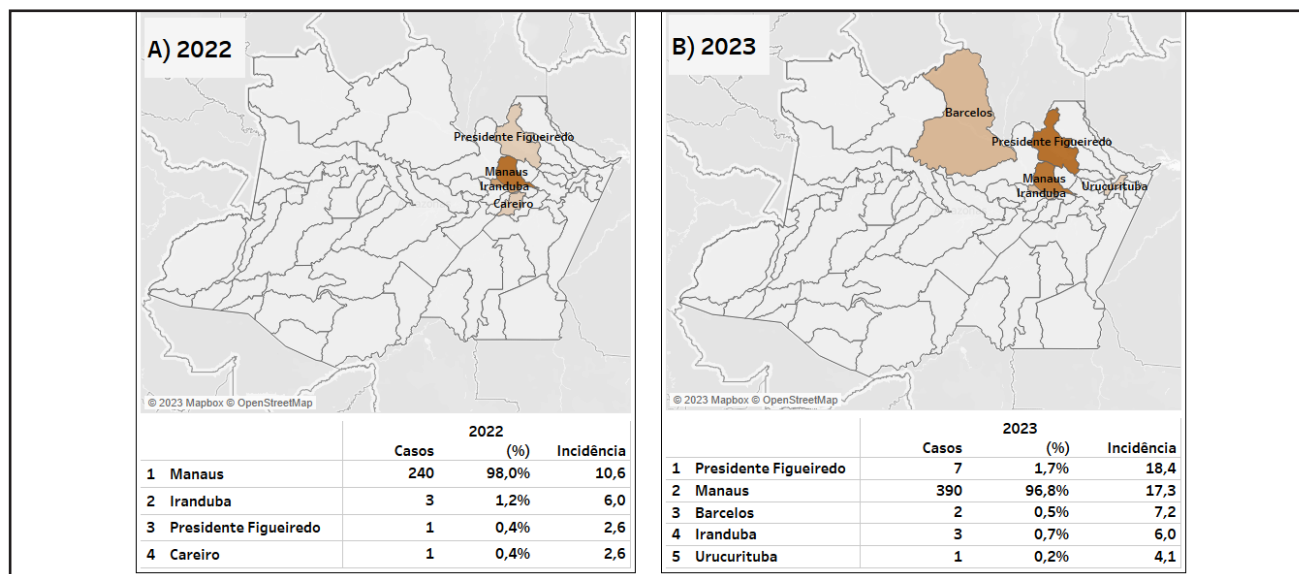 A) 2022
Presidente Figueiredo
Manaus
Iranduba
Careiro
© 2023 Mapbox © OpenStreetMap
2022
Casos (%) Incidência
1 Manaus 240 98,0% 10,6
2 Iranduba 3 1,2% 6,0
3 Presidente Figueiredo 1 0,4% 2,6
4 Careiro 1 0,4% 2,6
B) 2023
Barcelos
Presidente Figueiredo
Manaus
Iranduba
Urucurituba
© 2023 Mapbox © OpenStreetMap
2023
Casos (%) Incidência
1 Presidente Figueiredo 7 1,7% 18,4
2 Manaus 390 96,8% 17,3
3 Barcelos 2 0,5% 7,2
4 Iranduba 3 0,7% 6,0
5 Urucurituba 1 0,2% 4,1